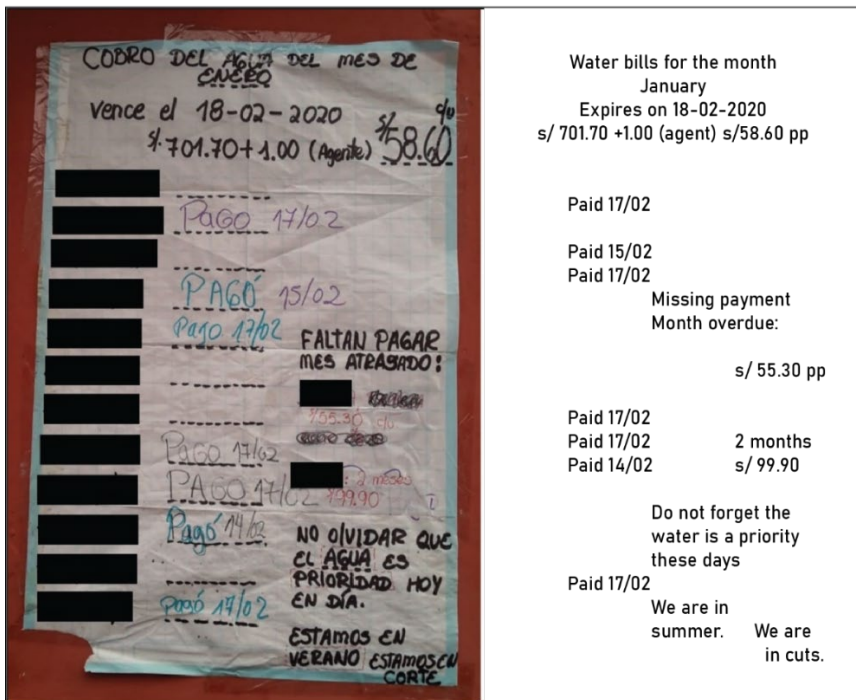 COBRO DEL AGUA DEL MES DE
ENERO
vence el 18-02-2020
c/u
s/.701.70+1.00 (Agente) s/58.60
Pago 17/02
PAGÓ 15/02
Pago 17/02
FALTAN PAGAR
MES ATRASADO:
s/55.30 c/u
Pago 17/02
PAGO 17/02
: 2 meses
99.90
Pagó 14/02
NO OLVIDAR QUE
EL AGUA ES
PRIORIDAD HOY
EN DÍA.
pagó 17/02
ESTAMOS EN
VERANO ESTAMOS EN
CORTE
Water bills for the month
January
Expires on 18-02-2020
s/ 701.70 +1.00 (agent) s/58.60 pp
Paid 17/02
Paid 15/02
Paid 17/02
Missing payment
Month overdue:
s/ 55.30 pp
Paid 17/02
Paid 17/02 2 months
Paid 14/02 s/ 99.90
Do not forget the
water is a priority
these days
Paid 17/02
We are in
summer. We are
in cuts.